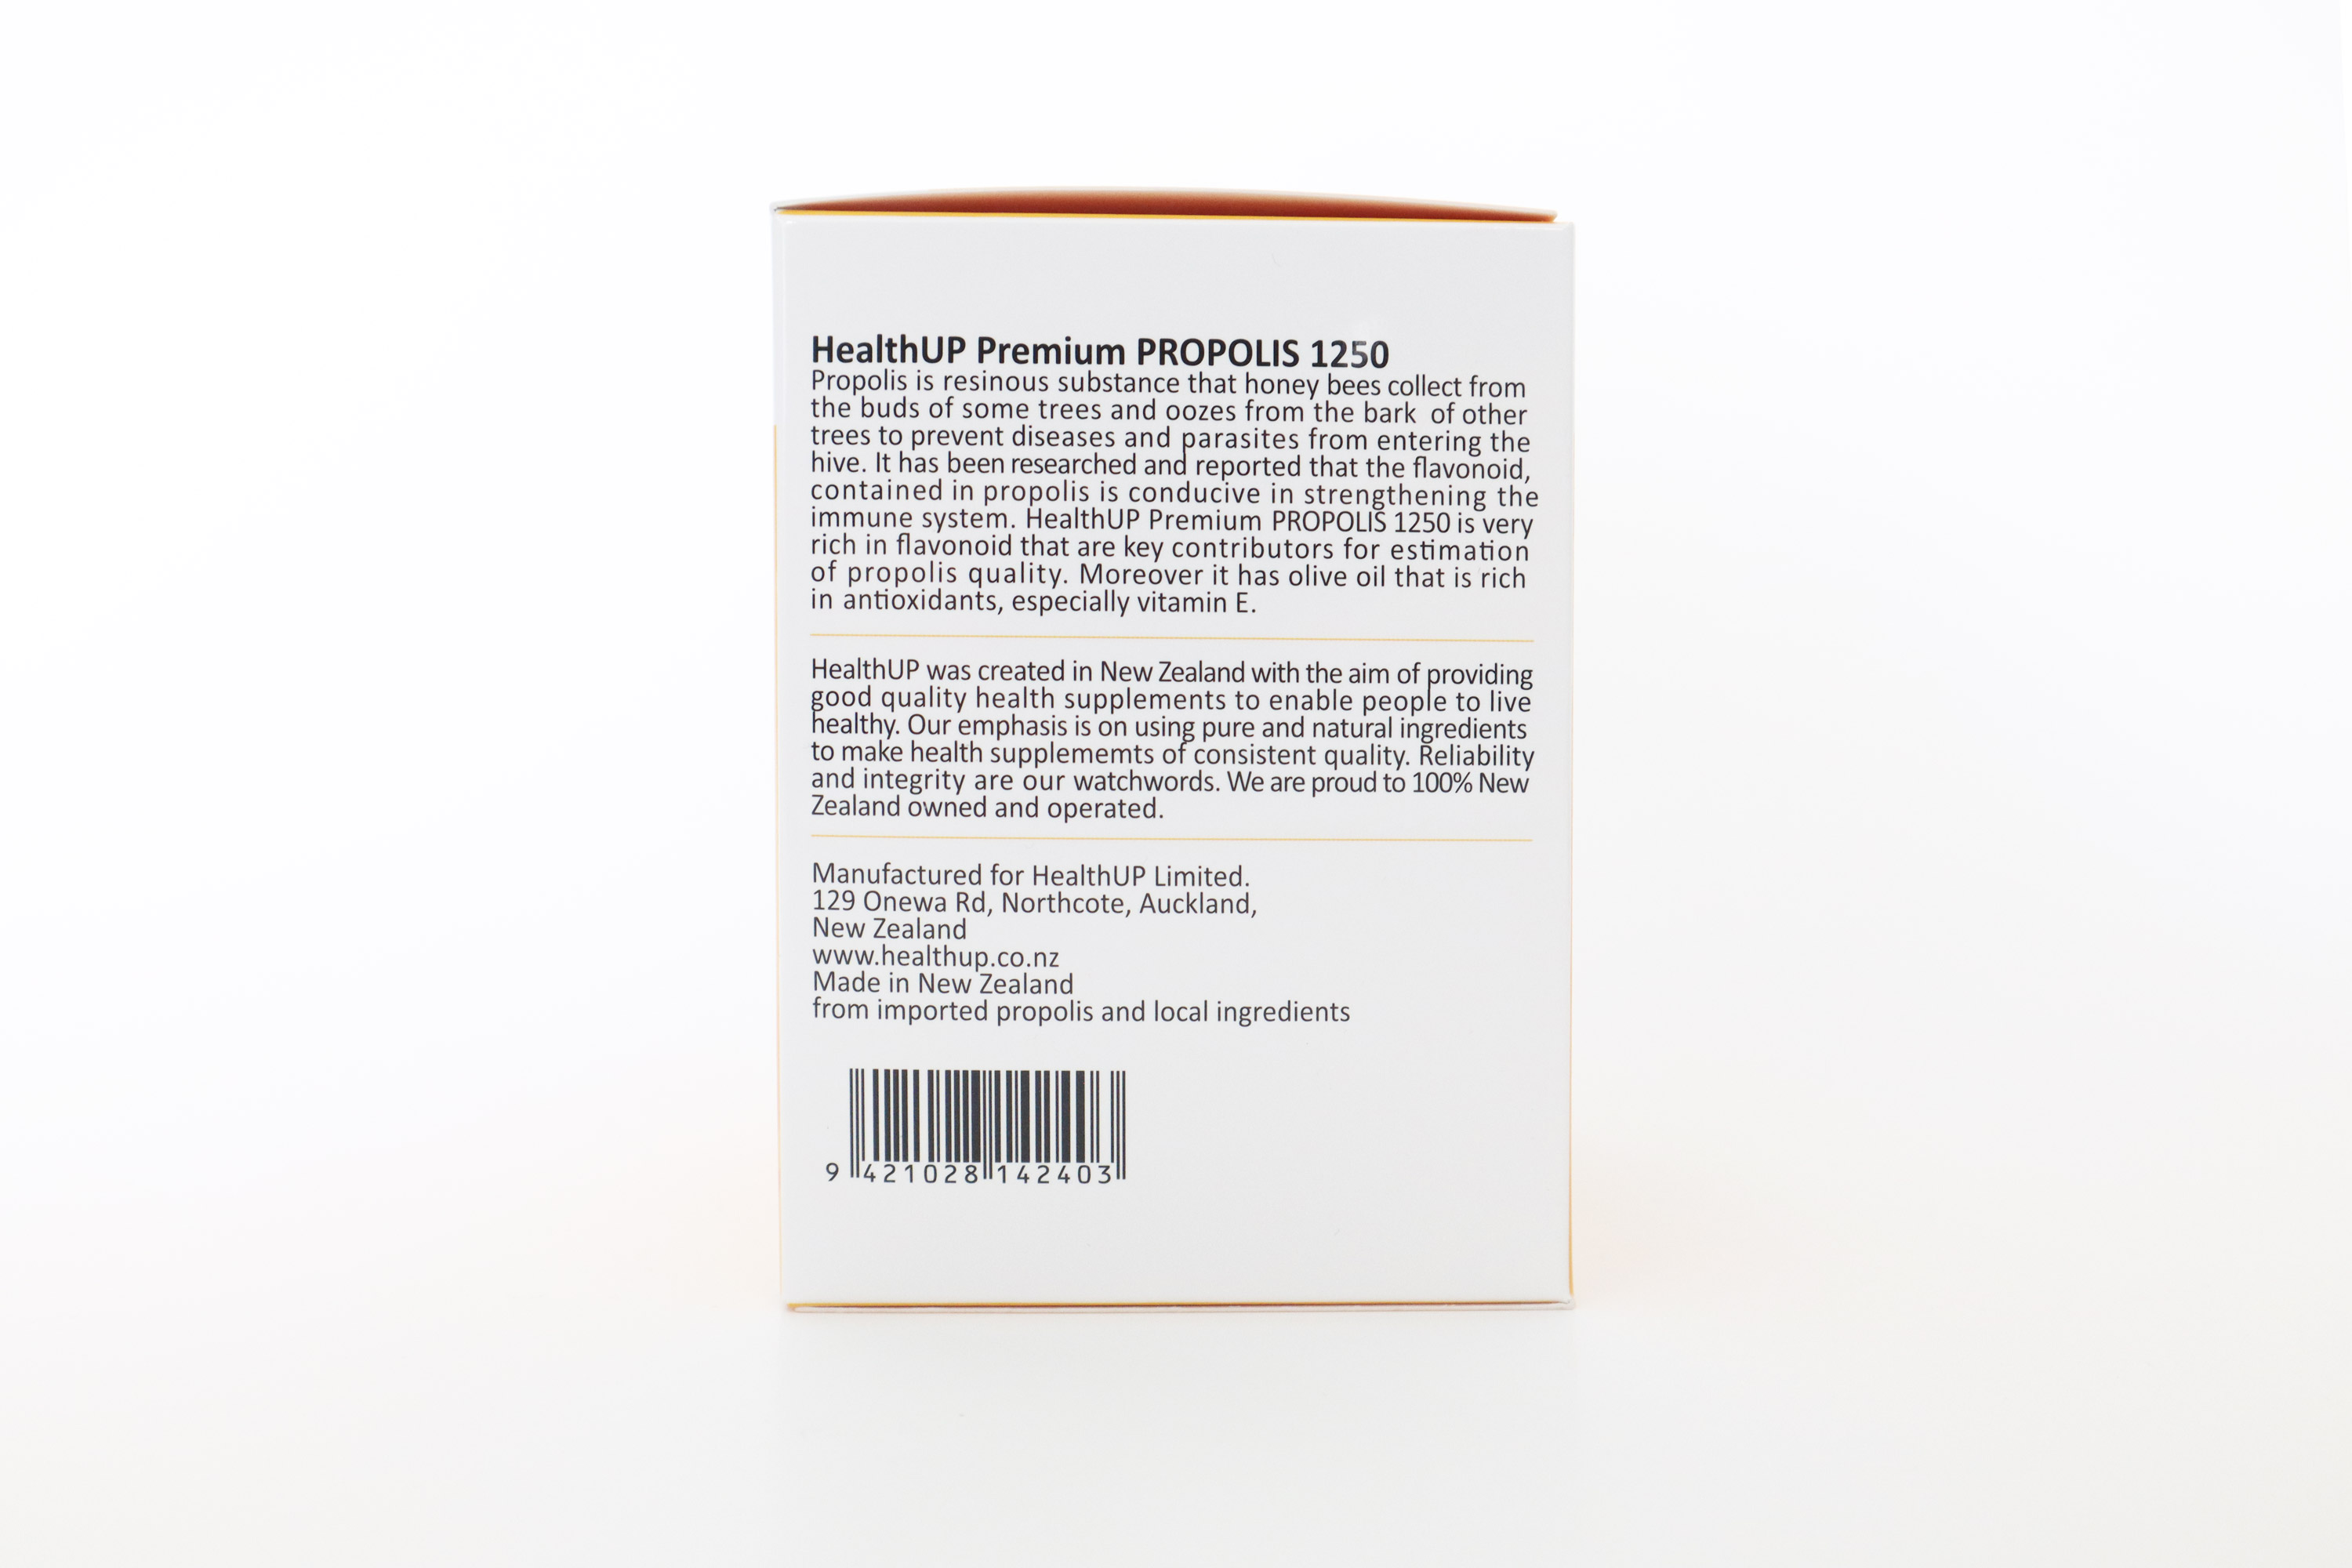 HealthUP Premium PROPOLIS 1250
Propolis is resinous substance that honey bees collect from
the buds of some trees and oozes from the bark of other
trees to prevent diseases and parasites from entering the
hive. It has been researched and reported that the flavonoid,
contained in propolis is conducive in strengthening the
immune system. HealthUP Premium PROPOLIS 1250 is very
rich in flavonoid that are key contributors for estimation
of propolis quality. Moreover it has olive oil that is rich
in antioxidants, especially vitamin E.
HealthUP was created in New Zealand with the aim of providing
good quality health supplements to enable people to live
healthy. Our emphasis is on using pure and natural ingredients
to make health supplememts of consistent quality. Reliability
and integrity are our watchwords. We are proud to 100% New
Zealand owned and operated.
Manufactured for HealthUP Limited.
129 Onewa Rd, Northcote, Auckland,
New Zealand
www.healthup.co.nz
Made in New Zealand
from imported propolis and local ingredients
9 421028 142403